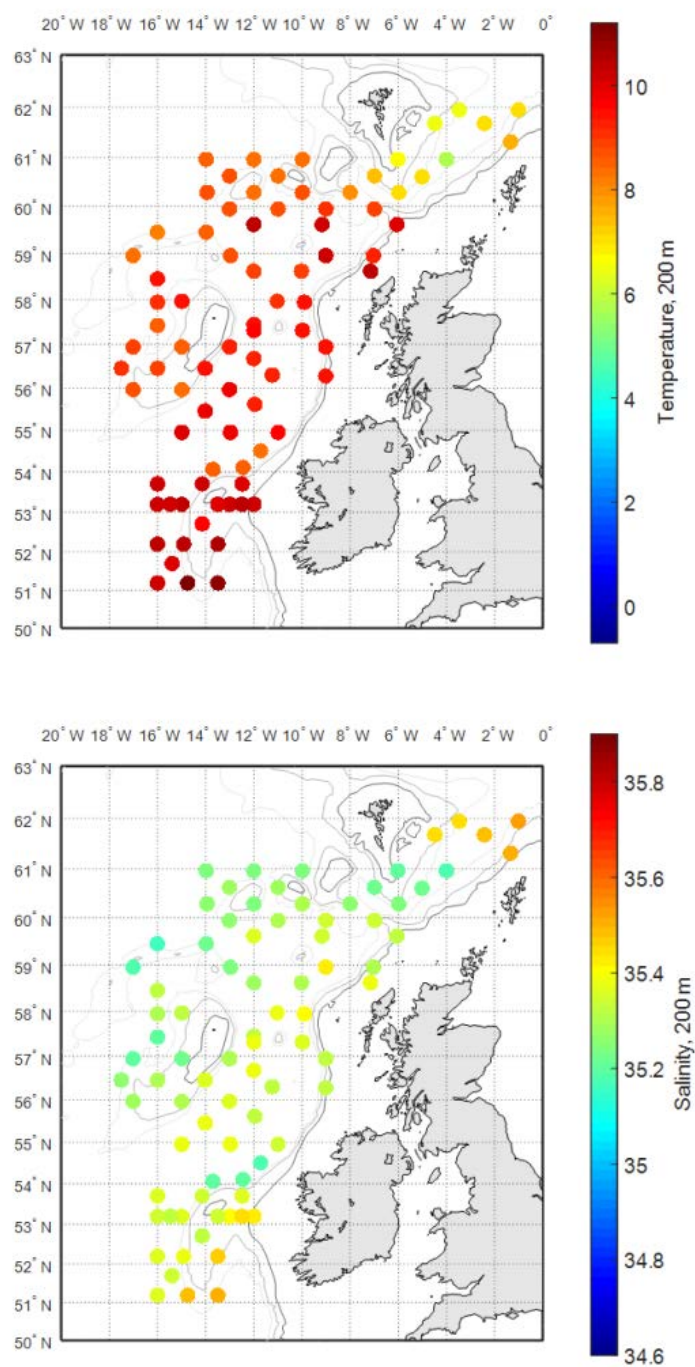 20° W 18° W 16° W 14° W 12° W 10° W 8° W 6° W 4° W 2° W 0°
63° N
62° N
61° N
60° N
59° N
58° N
57° N
56° N
55° N
54° N
53° N
52° N
51° N
50° N
10
8
6
4
2
0
Temperature, 200 m
20° W 18° W 16° W 14° W 12° W 10° W 8° W 6° W 4° W 2° W 0°
63° N
62° N
61° N
60° N
59° N
58° N
57° N
56° N
55° N
54° N
53° N
52° N
51° N
50° N
35.8
35.6
35.4
35.2
35
34.8
34.6
Salinity, 200 m